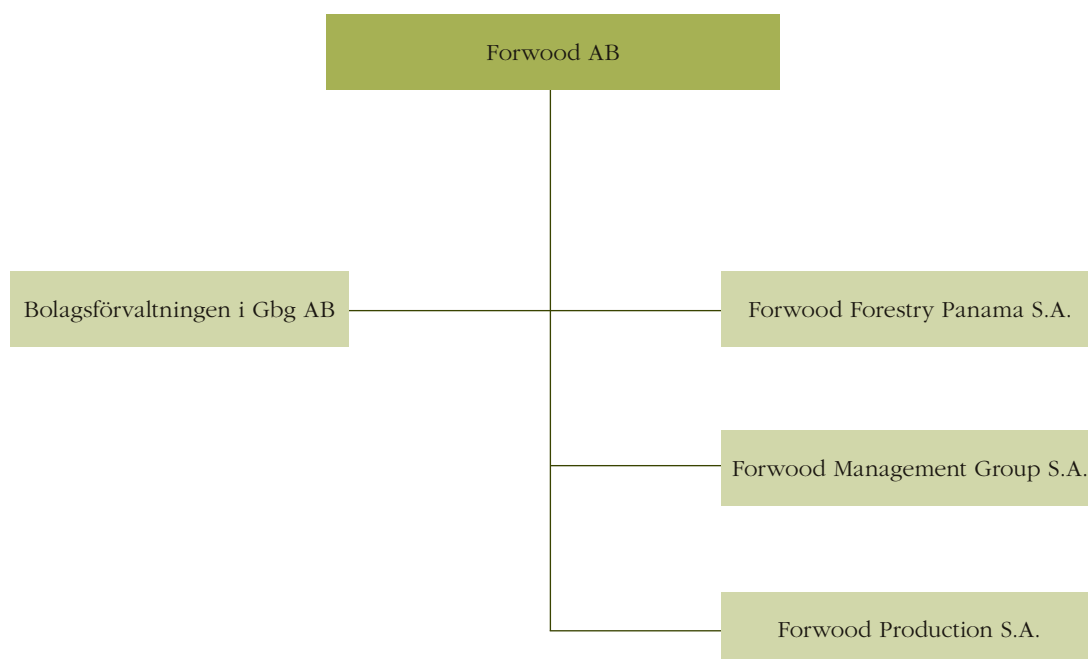 Forwood AB
Bolagsförvaltningen i Gbg AB
Forwood Forestry Panama S.A.
Forwood Management Group S.A.
Forwood Production S.A.